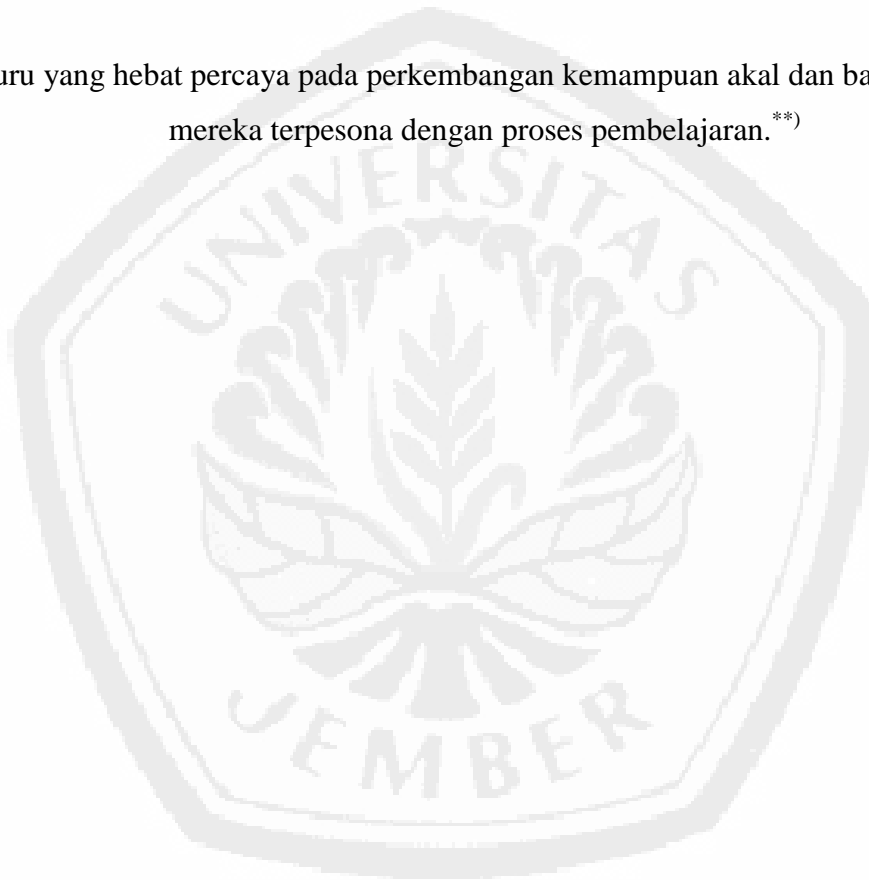 uru yang hebat percaya pada perkembangan kemampuan akal dan ba
mereka terpesona dengan proses pembelajaran.**)
UNIVERSITAS
JEMBER